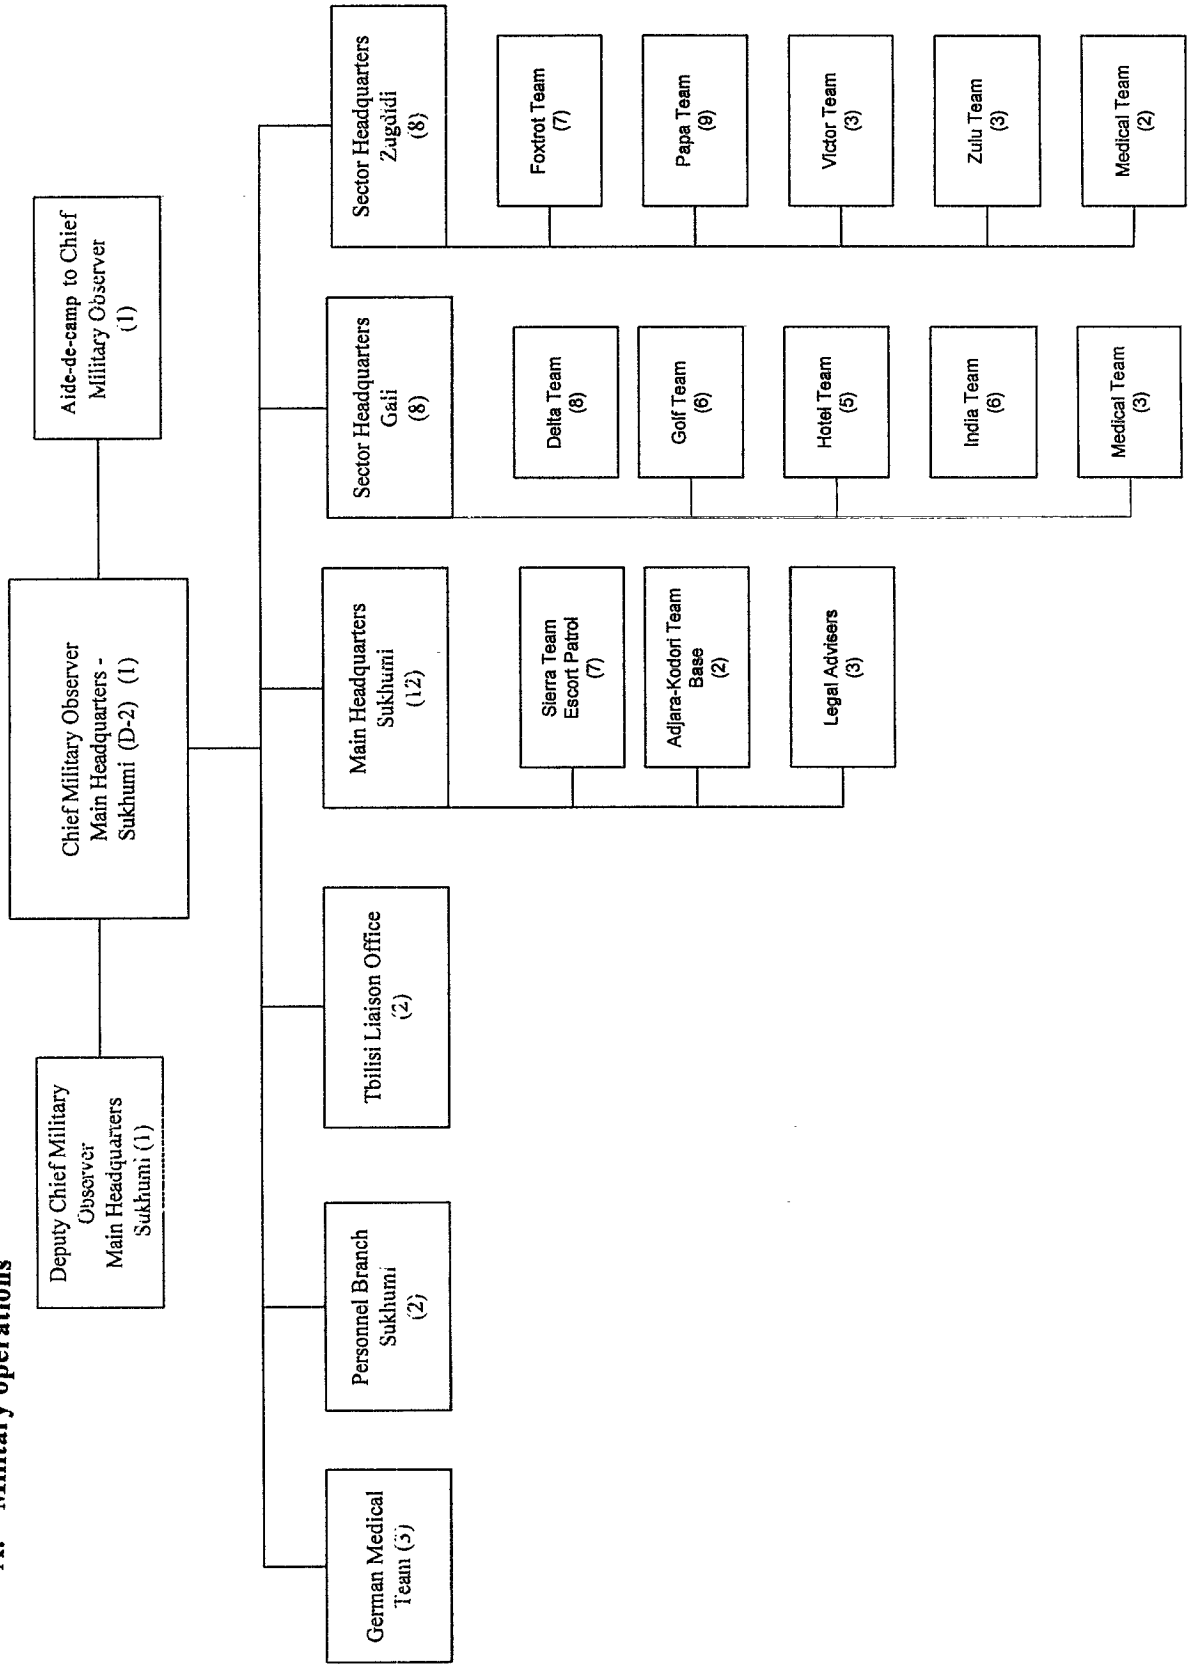 A. Military operations
Deputy Chief Military
Observer
Main Headquarters
Sukhumi (1)
Chief Military Observer
Main Headquarters -
Sukhumi (D-2) (1)
Aide-de-camp to Chief
Military Observer
(1)
German Medical
Team (3)
Personnel Branch
Sukhumi
(2)
Tbilisi Liaison Office
(2)
Main Headquarters
Sukhumi
(12)
Sector Headquarters
Gali
(8)
Sector Headquarters
Zugdidi
(8)
Sierra Team
Escort Patrol
(7)
Adjara-Kodori Team
Base
(2)
Legal Advisers
(3)
Delta Team
(8)
Golf Team
(6)
Hotel Team
(5)
India Team
(6)
Medical Team
(3)
Foxtrot Team
(7)
Papa Team
(9)
Victor Team
(3)
Zulu Team
(3)
Medical Team
(2)